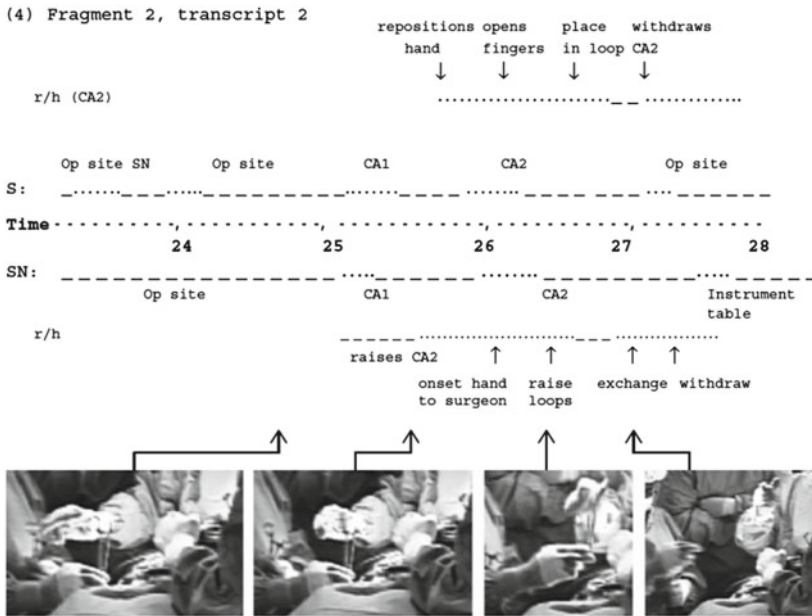 (4) Fragment 2, transcript 2
repositions opens place withdraws
hand fingers in loop CA2
r/h (CA2)
Op site SN Op site CA1 CA2 Op site
S:
Time
24 25 26 27 28
SN:
Op site CA1 CA2 Instrument
table
r/h
raises CA2
onset hand raise exchange withdraw
to surgeon loops